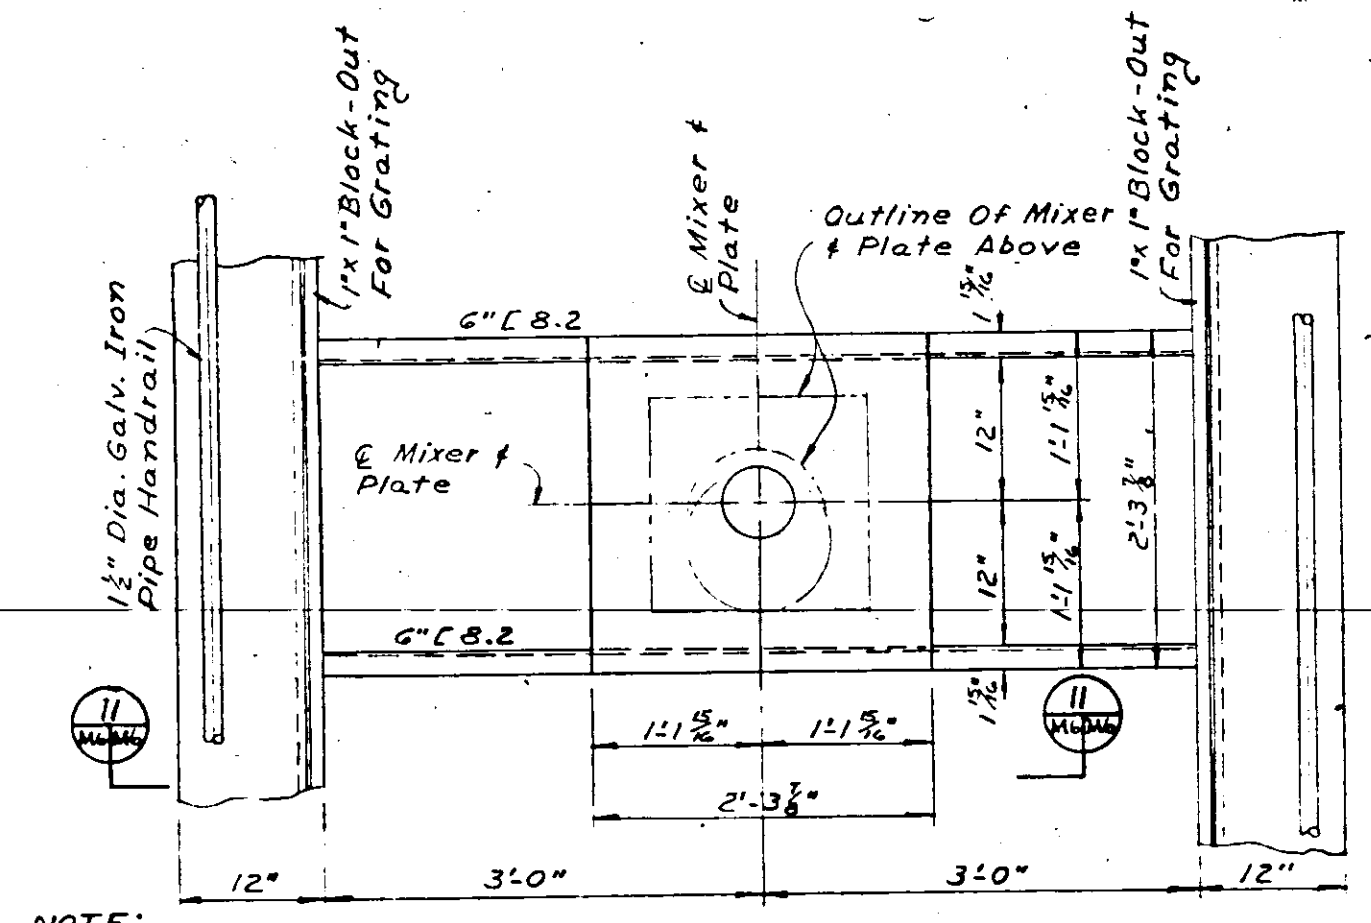 1"x 1" Block-Out
For Grating
℄ Mixer &
Plate
Outline Of Mixer
& Plate Above
1"x 1" Block-Out
For Grating
1½" Dia. Galv. Iron
Pipe Handrail
6" [ 8.2
1 15/16"
℄ Mixer &
Plate
12"
1'-1 15/16"
2'-3 7/8"
12"
1'-1 15/16"
6" [ 8.2
1 15/16"
11
M6 M6
11
M6 M6
1'-1 15/16"
1'-1 15/16"
2'-3 7/8"
12"
3'-0"
3'-0"
12"
NOTE: